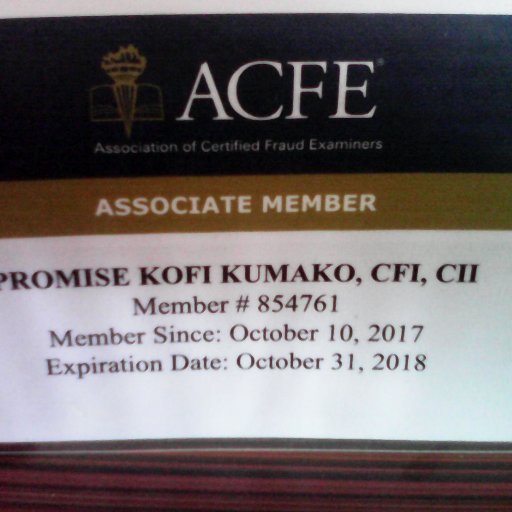 ACFE®
Association of Certified Fraud Examiners
ASSOCIATE MEMBER
PROMISE KOFI KUMAKO, CFI, CII
Member # 854761
Member Since: October 10, 2017
Expiration Date: October 31, 2018